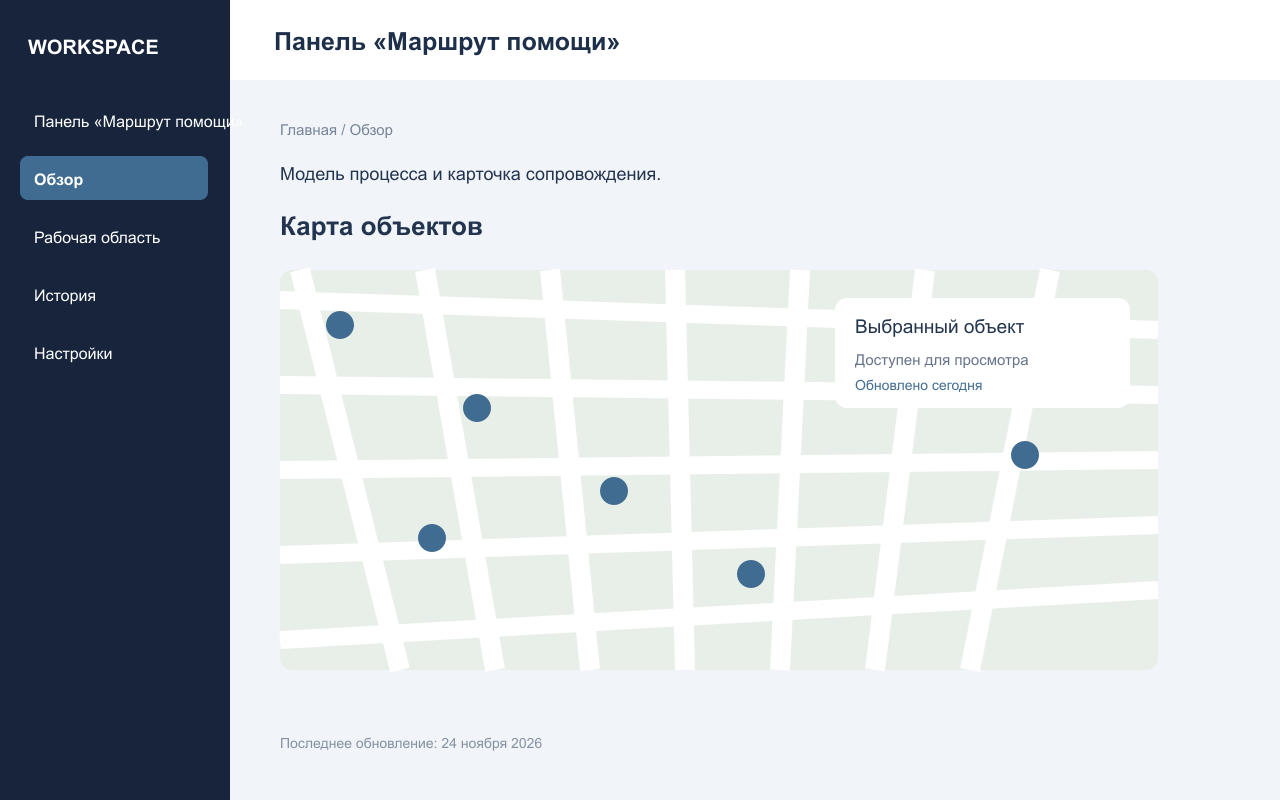 WORKSPACE
Панель «Маршрут помощи»
Обзор
Рабочая область
История
Настройки
Панель «Маршрут помощи»
Главная / Обзор
Модель процесса и карточка сопровождения.
Карта объектов
Выбранный объект
Доступен для просмотра
Обновлено сегодня
Последнее обновление: 24 ноября 2026